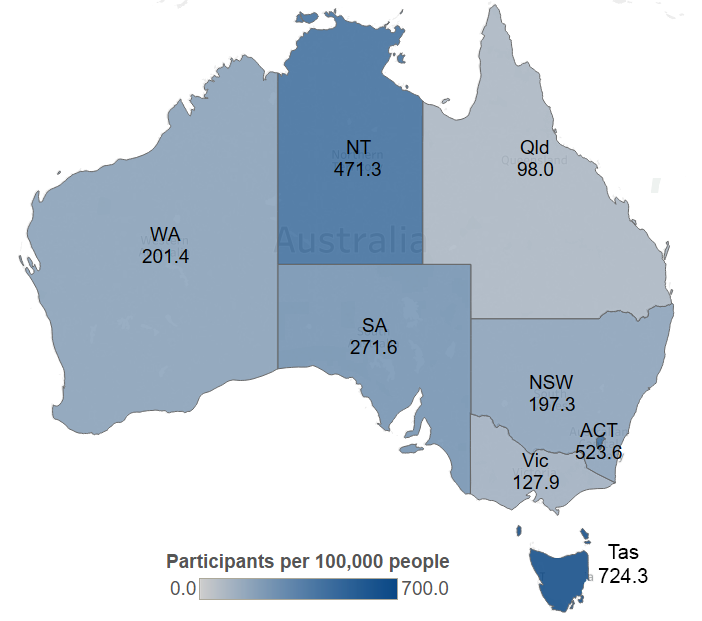 NT
471.3
Qld
98.0
Australia
WA
201.4
SA
271.6
NSW
197.3
ACT
523.6
Vic
127.9
Tas
724.3
Participants per 100,000 people
0.0 700.0